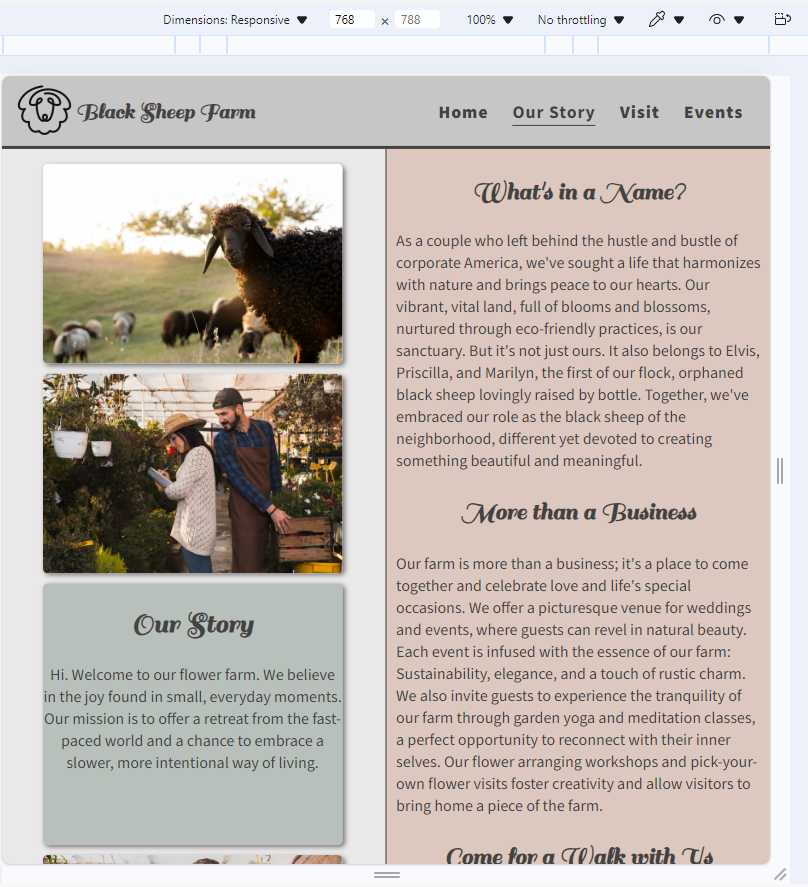 Dimensions: Responsive 768 × 788 100% No throttling
Black Sheep Farm
Home Our Story Visit Events
Our Story
Hi. Welcome to our flower farm. We believe
in the joy found in small, everyday moments.
Our mission is to offer a retreat from the fast-
paced world and a chance to embrace a
slower, more intentional way of living.
What's in a Name?
As a couple who left behind the hustle and bustle of
corporate America, we've sought a life that harmonizes
with nature and brings peace to our hearts. Our
vibrant, vital land, full of blooms and blossoms,
nurtured through eco-friendly practices, is our
sanctuary. But it's not just ours. It also belongs to Elvis,
Priscilla, and Marilyn, the first of our flock, orphaned
black sheep lovingly raised by bottle. Together, we've
embraced our role as the black sheep of the
neighborhood, different yet devoted to creating
something beautiful and meaningful.
More than a Business
Our farm is more than a business; it's a place to come
together and celebrate love and life's special
occasions. We offer a picturesque venue for weddings
and events, where guests can revel in natural beauty.
Each event is infused with the essence of our farm:
Sustainability, elegance, and a touch of rustic charm.
We also invite guests to experience the tranquility of
our farm through garden yoga and meditation classes,
a perfect opportunity to reconnect with their inner
selves. Our flower arranging workshops and pick-your-
own flower visits foster creativity and allow visitors to
bring home a piece of the farm.
Come for a Walk with Us